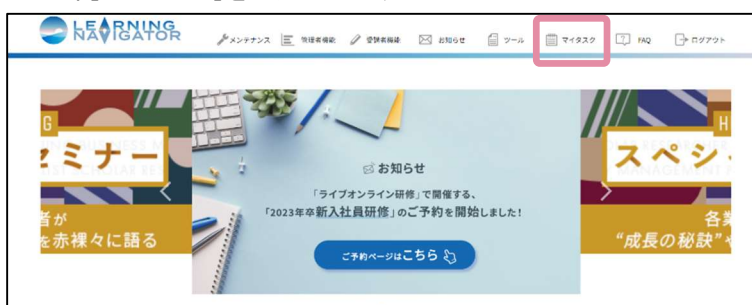 LEARNING
NAVIGATOR
メンテナンス
管理者機能
受講者機能
お知らせ
ツール
マイタスク
FAQ
ログアウト
G
セミナー
者が
を赤裸々に語る
お知らせ
「ライブオンライン研修」で開催する、
「2023年卒新入社員研修」のご予約を開始しました！
ご予約ページはこちら
H
スペシ
各業
“成長の秘訣”